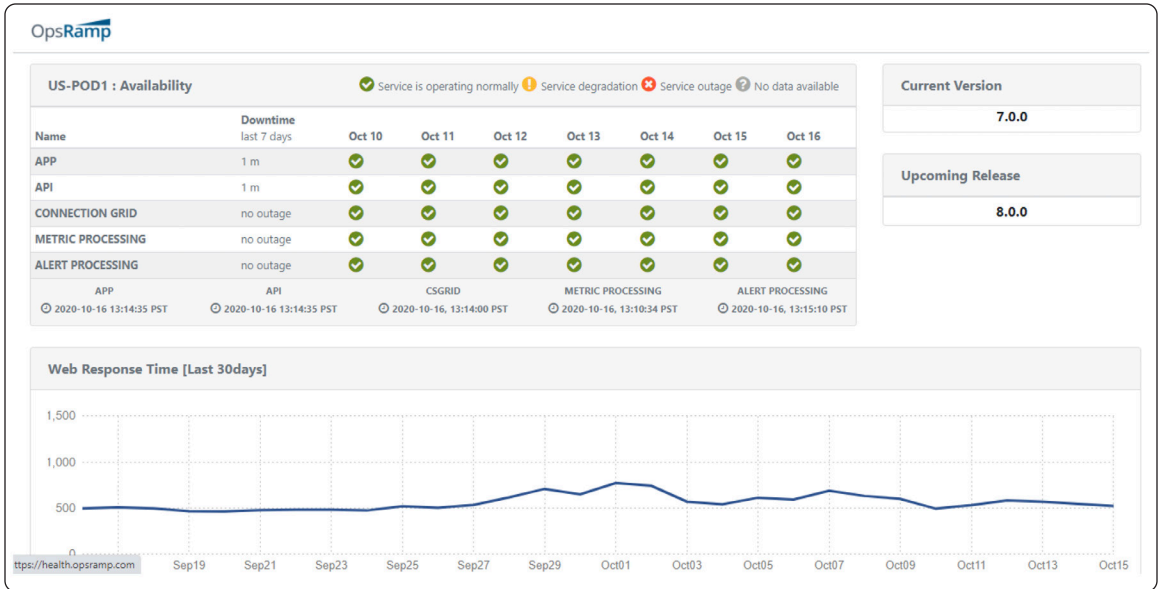 OpsRamp
US-POD1 : Availability
Service is operating normally ! Service degradation Service outage ? No data available
Name Downtime last 7 days Oct 10 Oct 11 Oct 12 Oct 13 Oct 14 Oct 15 Oct 16
APP 1 m
API 1 m
CONNECTION GRID no outage
METRIC PROCESSING no outage
ALERT PROCESSING no outage
APP API CSGRID METRIC PROCESSING ALERT PROCESSING
2020-10-16 13:14:35 PST 2020-10-16 13:14:35 PST 2020-10-16, 13:14:00 PST 2020-10-16, 13:10:34 PST 2020-10-16, 13:15:10 PST
Current Version
7.0.0
Upcoming Release
8.0.0
Web Response Time [Last 30days]
1,500
1,000
500
0
ttps://health.opsramp.com Sep19 Sep21 Sep23 Sep25 Sep27 Sep29 Oct01 Oct03 Oct05 Oct07 Oct09 Oct11 Oct13 Oct15